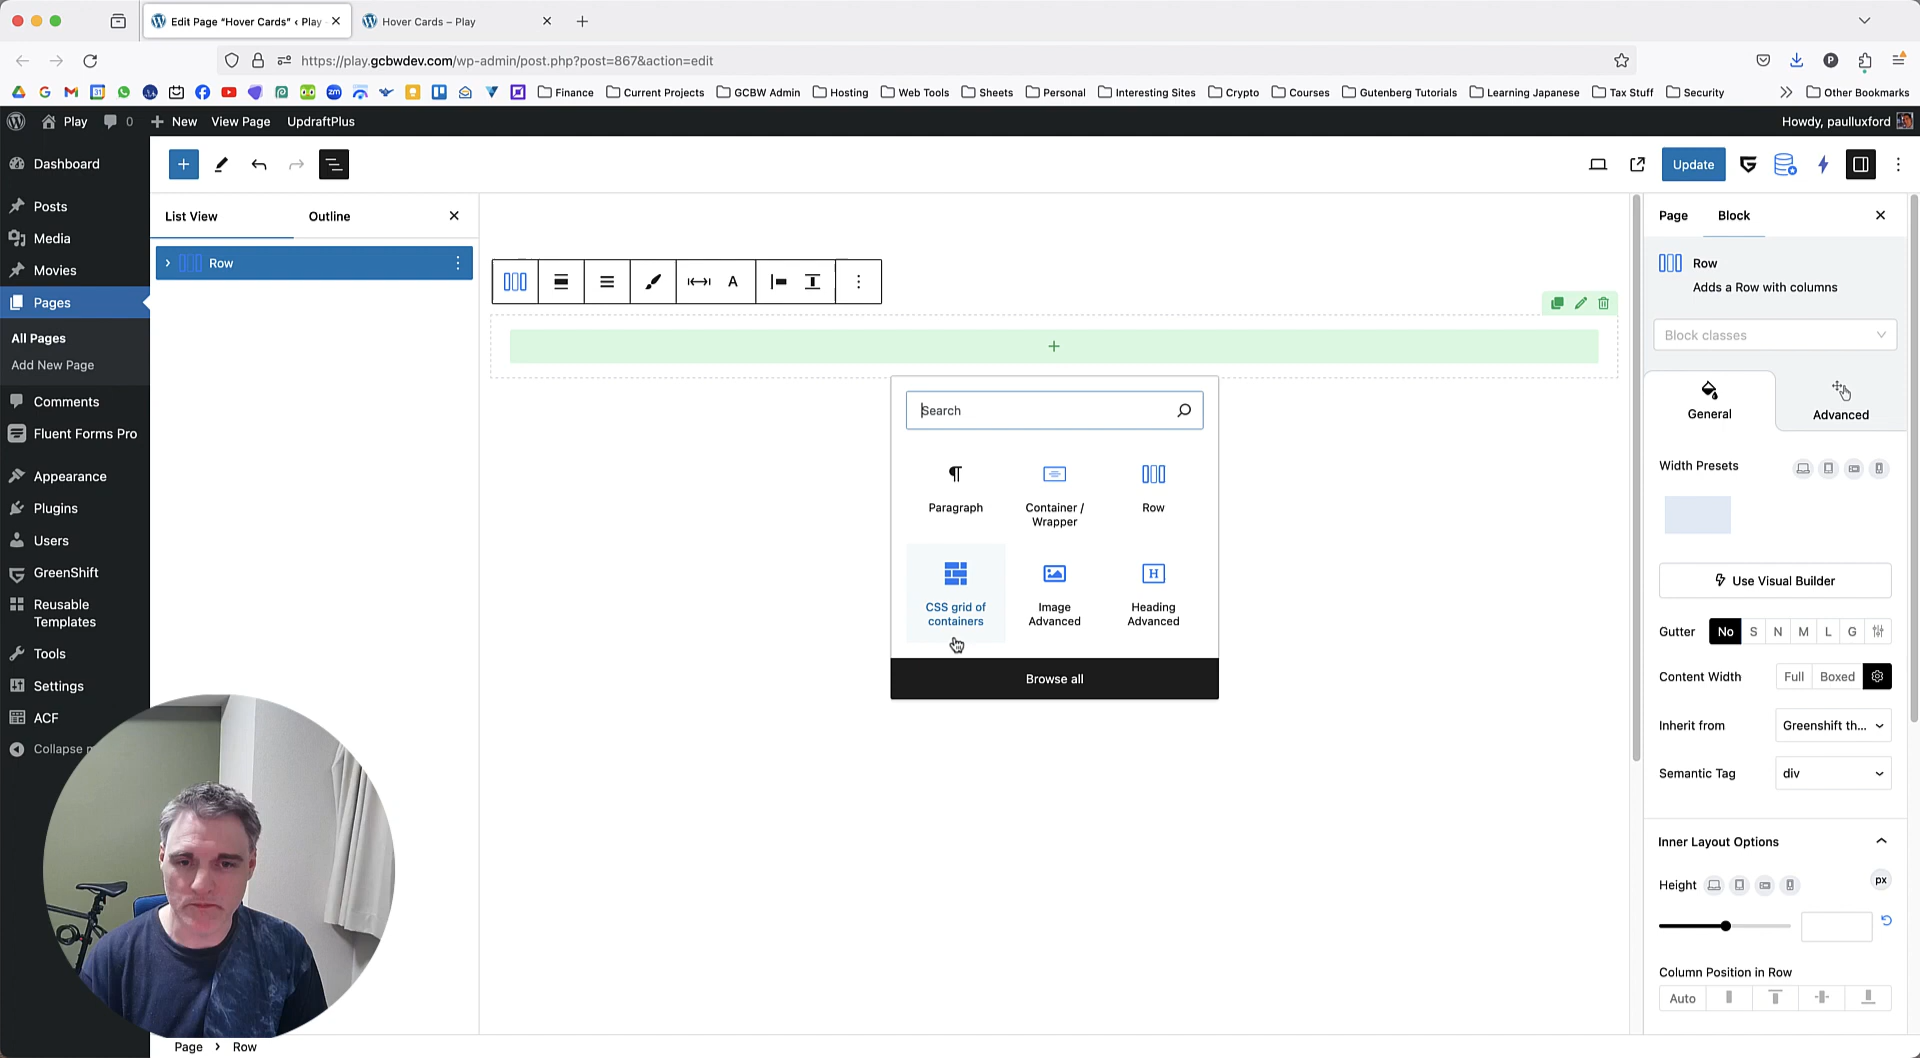 Edit Page “Hover Cards” ‹ Play
Hover Cards – Play
https://play.gcbwdev.com/wp-admin/post.php?post=867&action=edit
Finance
Current Projects
GCBW Admin
Hosting
Web Tools
Sheets
Personal
Interesting Sites
Crypto
Courses
Gutenberg Tutorials
Learning Japanese
Tax Stuff
Security
Other Bookmarks
Play
0
New
View Page
UpdraftPlus
Howdy, paulluxford
Dashboard
Posts
Media
Movies
Pages
All Pages
Add New Page
Comments
Fluent Forms Pro
Appearance
Plugins
Users
GreenShift
Reusable
Templates
Tools
Settings
ACF
Collapse
Update
List View
Outline
Row
A
Search
Paragraph
Container /
Wrapper
Row
CSS grid of
containers
Image
Advanced
Heading
Advanced
Browse all
Page
Block
Row
Adds a Row with columns
Block classes
General
Advanced
Width Presets
Use Visual Builder
Gutter
No
S
N
M
L
G
Content Width
Full
Boxed
Inherit from
Greenshift th...
Semantic Tag
div
Inner Layout Options
Height
px
Column Position in Row
Auto
Page › Row